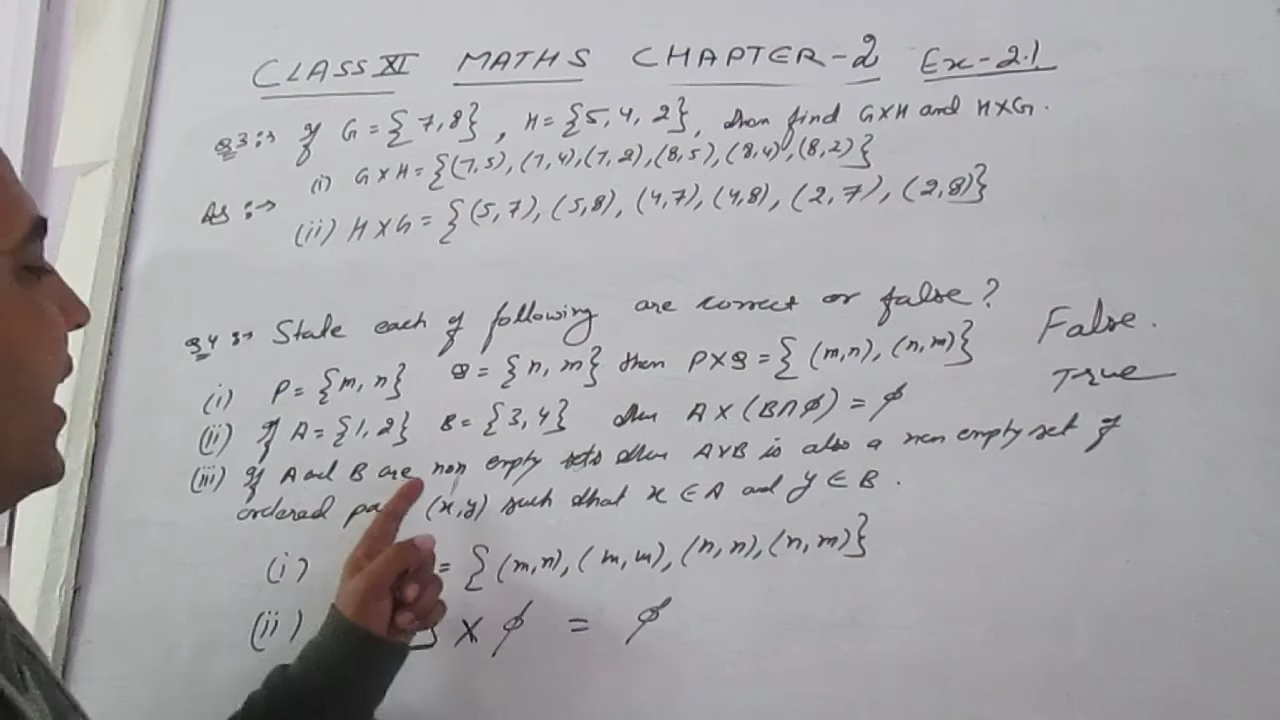 CLASS XI MATHS CHAPTER-2 Ex-2.1
Q3:→ If G = {7,8}, H = {5, 4, 2}, then find G×H and H×G.
(i) G×H = {(7,5), (7,4), (7,2), (8,5), (8,4), (8,2)}
As :→
(ii) H×G = {(5,7), (5,8), (4,7), (4,8), (2,7), (2,8)}
Q4 :→ State each of following are correct or false?
(i) P = {m, n} Q = {n, m} then P×Q = {(m,n), (n,m)} False.
(ii) If A = {1,2} B = {3,4} then A×(B∩ϕ) = ϕ True
(iii) If A and B are non empty sets then A×B is also a non empty set of
ordered (x,y) such that x ∈ A and y ∈ B.
(i) = {(m,n), (m,m), (n,n), (n,m)}
(ii) } × ϕ = ϕ